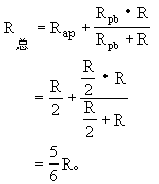 R总 = Rap + (Rpb • R)/(Rpb + R)
= R/2 + (R/2 • R)/(R/2 + R)
= 5/6 R。